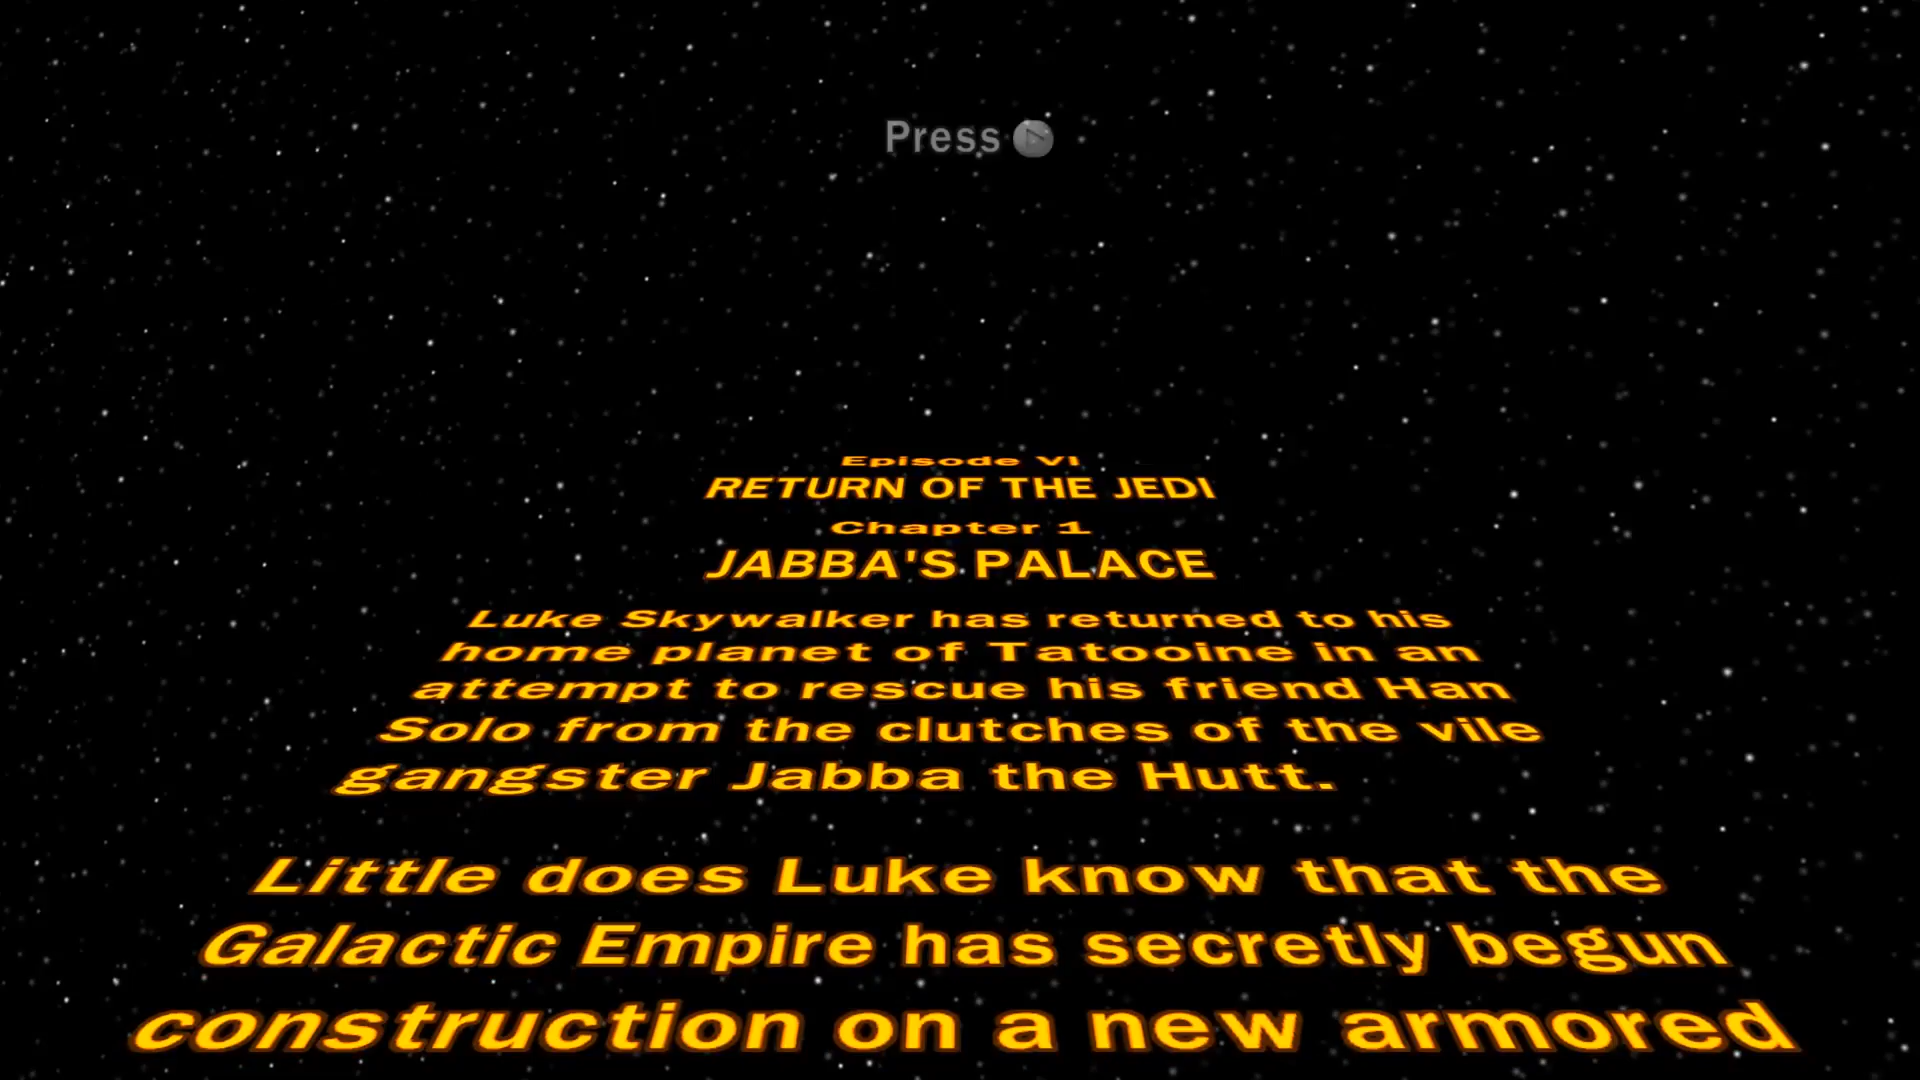 Press
Episode VI
RETURN OF THE JEDI
Chapter 1
JABBA'S PALACE
Luke Skywalker has returned to his
home planet of Tatooine in an
attempt to rescue his friend Han
Solo from the clutches of the vile
gangster Jabba the Hutt.
Little does Luke know that the
Galactic Empire has secretly begun
construction on a new armored